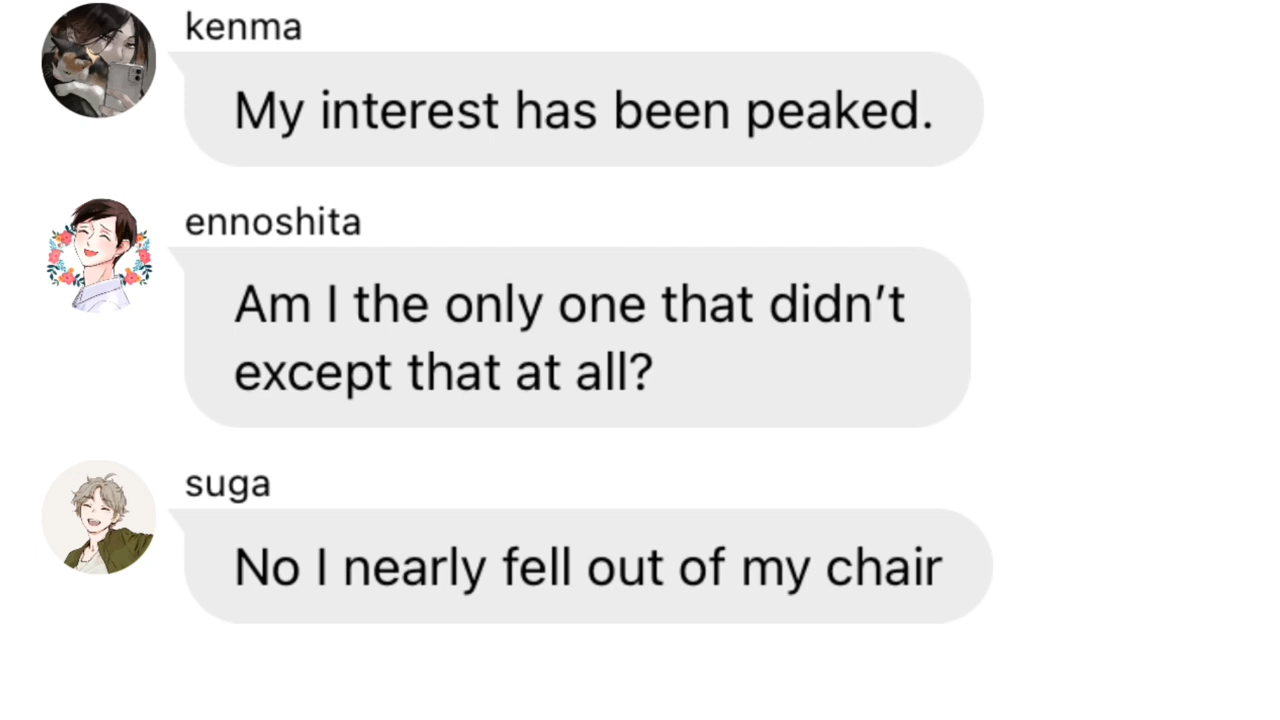 kenma
My interest has been peaked.
ennoshita
Am I the only one that didn’t
except that at all?
suga
No I nearly fell out of my chair